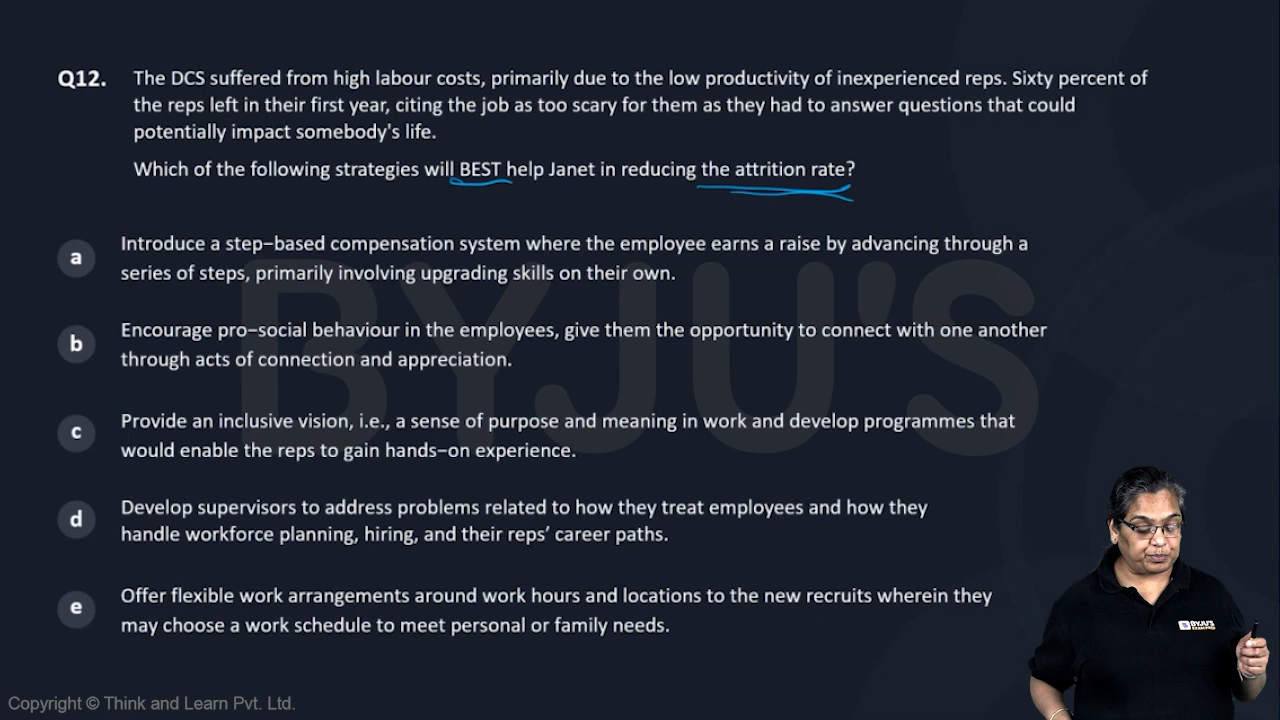 Q12. The DCS suffered from high labour costs, primarily due to the low productivity of inexperienced reps. Sixty percent of
the reps left in their first year, citing the job as too scary for them as they had to answer questions that could
potentially impact somebody's life.
Which of the following strategies will BEST help Janet in reducing the attrition rate?
a Introduce a step−based compensation system where the employee earns a raise by advancing through a
series of steps, primarily involving upgrading skills on their own.
b Encourage pro−social behaviour in the employees, give them the opportunity to connect with one another
through acts of connection and appreciation.
c Provide an inclusive vision, i.e., a sense of purpose and meaning in work and develop programmes that
would enable the reps to gain hands−on experience.
d Develop supervisors to address problems related to how they treat employees and how they
handle workforce planning, hiring, and their reps' career paths.
e Offer flexible work arrangements around work hours and locations to the new recruits wherein they
may choose a work schedule to meet personal or family needs.
BYJU'S
BYJU'S
EXAM PREP
Copyright © Think and Learn Pvt. Ltd.